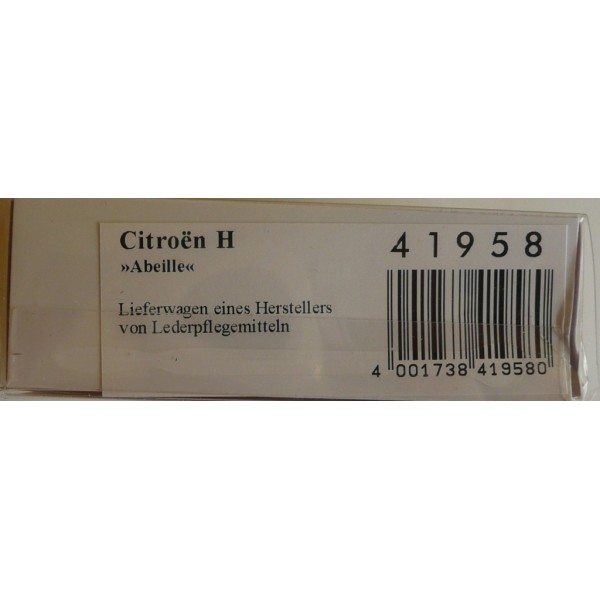 Citroën H
»Abeille«
Lieferwagen eines Herstellers
von Lederpflegemitteln
41958
4 001738 419580